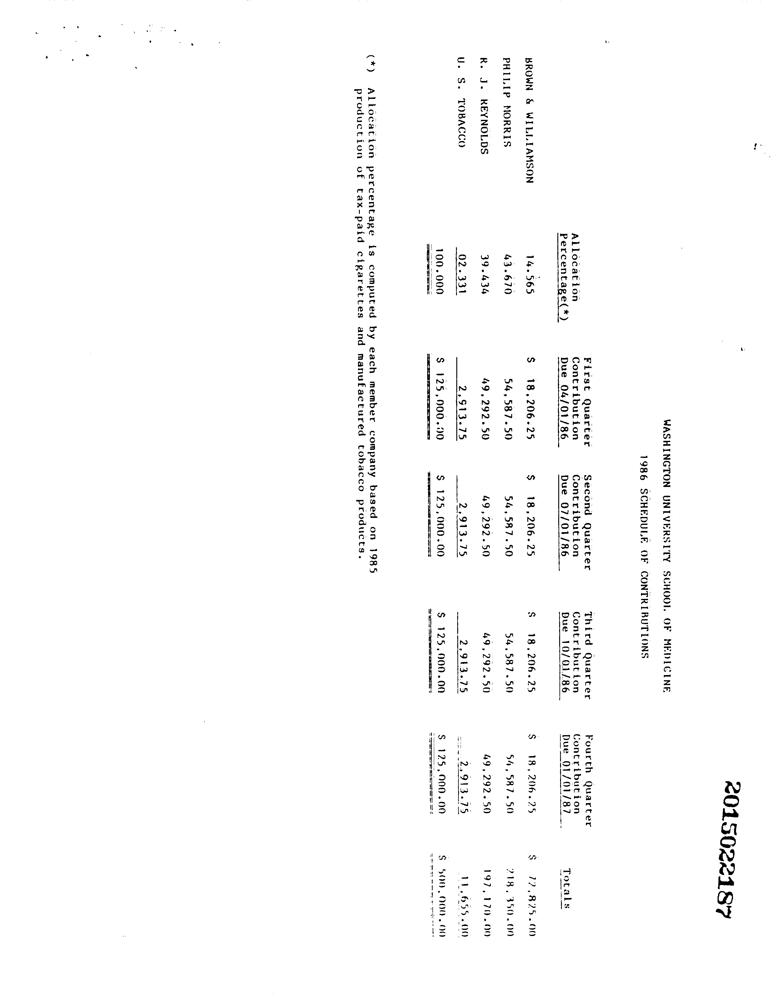 2015022187
WASHINGTON UNIVERSITY SCHOOL OF MEDICINE
1986 SCHEDULE OF CONTRIBUTIONS
Allocation First Quarter Second Quarter Third Quarter Fourth Quarter
Percentage(*) Contribution Contribution Contribution Contribution Totals
Due 04/01/86 Due 07/01/86 Due 10/01/86 Due 01/01/87
BROWN & WILLIAMSON 14.565 $ 18,206.25 $ 18,206.25 $ 18,206.25 $ 18,206.25 $ 72,825.00
PHILIP MORRIS 43.670 54,587.50 54,587.50 54,587.50 54,587.50 218,350.00
R. J. REYNOLDS 39.434 49,292.50 49,292.50 49,292.50 49,292.50 197,170.00
U. S. TOBACCO 02.331 2,913.75 2,913.75 2,913.75 2,913.75 11,655.00
100.000 $ 125,000.00 $ 125,000.00 $ 125,000.00 $ 125,000.00 $ 500,000.00
(*) Allocation percentage is computed by each member company based on 1985
production of tax-paid cigarettes and manufactured tobacco products.